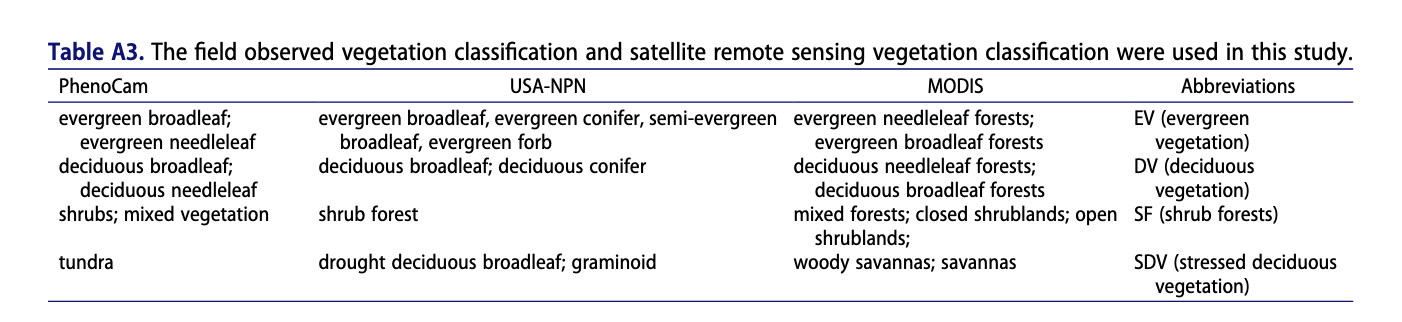 Table A3. The field observed vegetation classification and satellite remote sensing vegetation classification were used in this study.
PhenoCam USA-NPN MODIS Abbreviations
evergreen broadleaf; evergreen broadleaf, evergreen conifer, semi-evergreen evergreen needleleaf forests; EV (evergreen
evergreen needleleaf broadleaf, evergreen forb evergreen broadleaf forests vegetation)
deciduous broadleaf; deciduous broadleaf; deciduous conifer deciduous needleleaf forests; DV (deciduous
deciduous needleleaf deciduous broadleaf forests vegetation)
shrubs; mixed vegetation shrub forest mixed forests; closed shrublands; open SF (shrub forests)
shrublands;
tundra drought deciduous broadleaf; graminoid woody savannas; savannas SDV (stressed deciduous
vegetation)